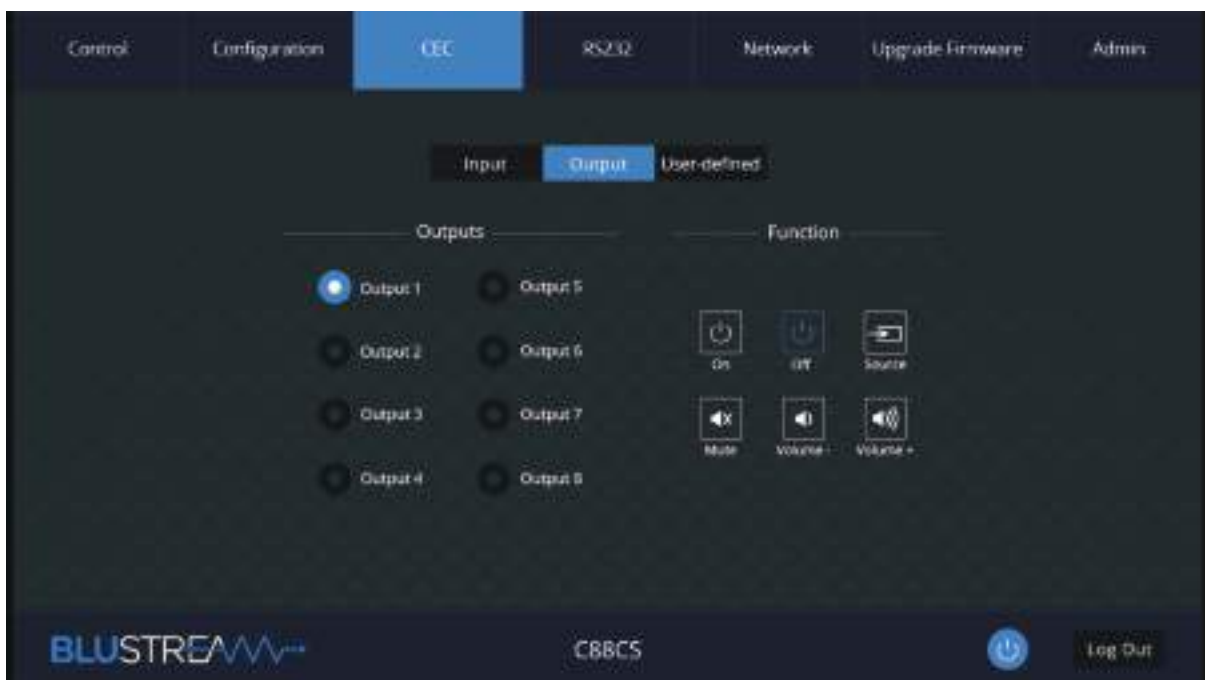 Control Configuration CEC RS232 Network Upgrade Firmware Admin
Input Output User-defined
Outputs Function
Output 1 Output 5
Output 2 Output 6
Output 3 Output 7
Output 4 Output 8
On Off Source
Mute Volume - Volume +
BLUSTREAM C88CS Log Out